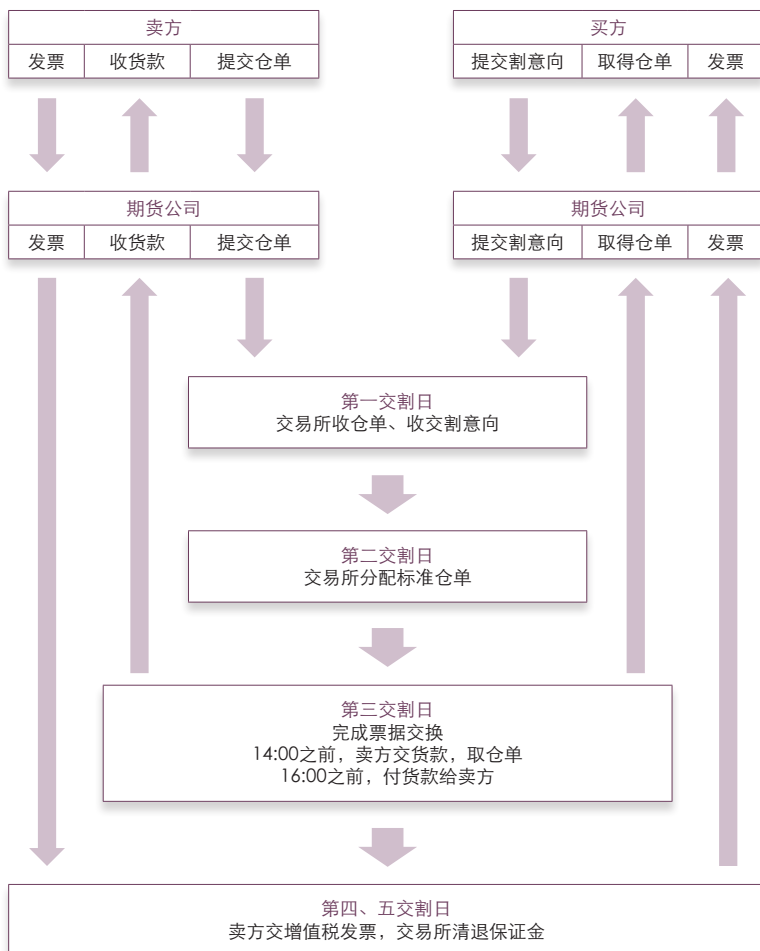 卖方
发票 收货款 提交仓单
买方
提交割意向 取得仓单 发票
期货公司
发票 收货款 提交仓单
期货公司
提交割意向 取得仓单 发票
第一交割日
交易所收仓单、收交割意向
第二交割日
交易所分配标准仓单
第三交割日
完成票据交换
14:00之前，卖方交货款，取仓单
16:00之前，付货款给卖方
第四、五交割日
卖方交增值税发票，交易所清退保证金